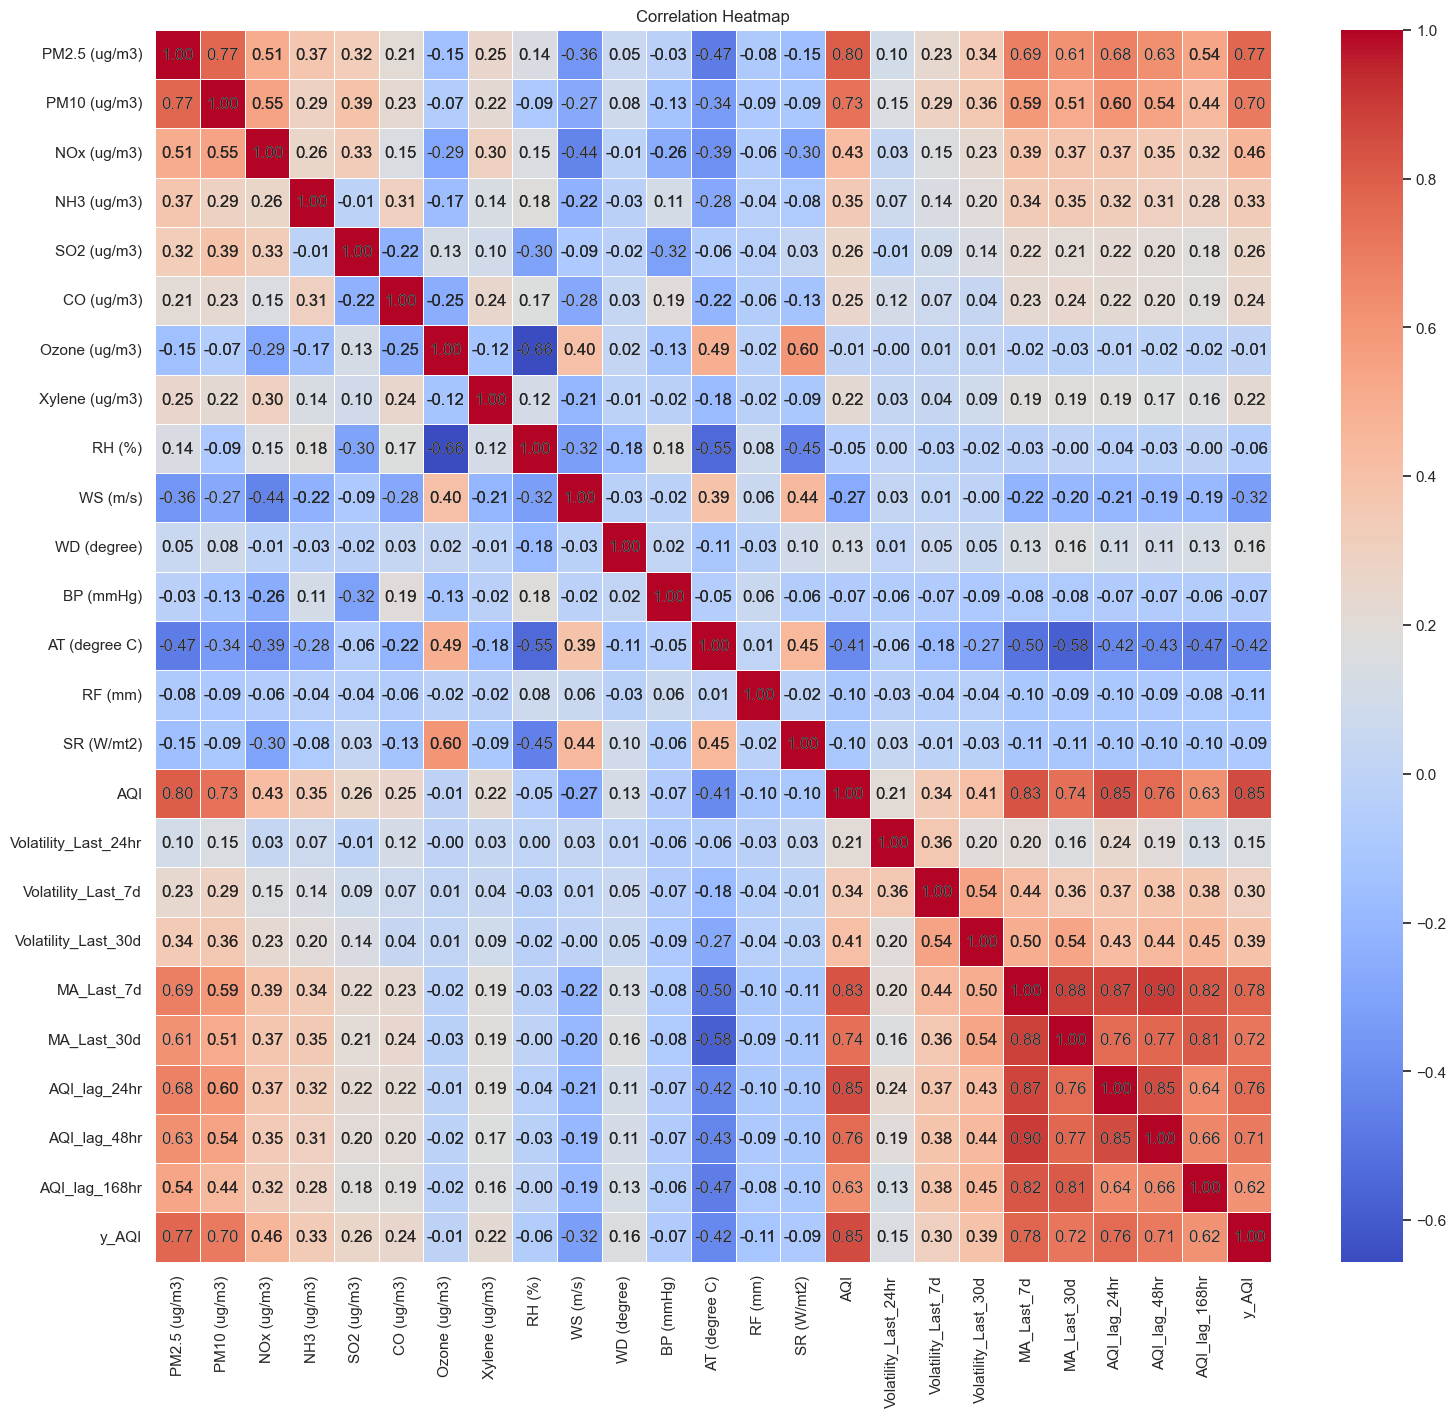 Correlation Heatmap
PM2.5 (ug/m3) 1.00 0.77 0.51 0.37 0.32 0.21 -0.15 0.25 0.14 -0.36 0.05 -0.03 -0.47 -0.08 -0.15 0.80 0.10 0.23 0.34 0.69 0.61 0.68 0.63 0.54 0.77
PM10 (ug/m3) 0.77 1.00 0.55 0.29 0.39 0.23 -0.07 0.22 -0.09 -0.27 0.08 -0.13 -0.34 -0.09 -0.09 0.73 0.15 0.29 0.36 0.59 0.51 0.60 0.54 0.44 0.70
NOx (ug/m3) 0.51 0.55 1.00 0.26 0.33 0.15 -0.29 0.30 0.15 -0.44 -0.01 -0.26 -0.39 -0.06 -0.30 0.43 0.03 0.15 0.23 0.39 0.37 0.37 0.35 0.32 0.46
NH3 (ug/m3) 0.37 0.29 0.26 1.00 -0.01 0.31 -0.17 0.14 0.18 -0.22 -0.03 0.11 -0.28 -0.04 -0.08 0.35 0.07 0.14 0.20 0.34 0.35 0.32 0.31 0.28 0.33
SO2 (ug/m3) 0.32 0.39 0.33 -0.01 1.00 -0.22 0.13 0.10 -0.30 -0.09 -0.02 -0.32 -0.06 -0.04 0.03 0.26 -0.01 0.09 0.14 0.22 0.21 0.22 0.20 0.18 0.26
CO (ug/m3) 0.21 0.23 0.15 0.31 -0.22 1.00 -0.25 0.24 0.17 -0.28 0.03 0.19 -0.22 -0.06 -0.13 0.25 0.12 0.07 0.04 0.23 0.24 0.22 0.20 0.19 0.24
Ozone (ug/m3) -0.15 -0.07 -0.29 -0.17 0.13 -0.25 1.00 -0.12 -0.66 0.40 0.02 -0.13 0.49 -0.02 0.60 -0.01 -0.00 0.01 0.01 -0.02 -0.03 -0.01 -0.02 -0.02 -0.01
Xylene (ug/m3) 0.25 0.22 0.30 0.14 0.10 0.24 -0.12 1.00 0.12 -0.21 -0.01 -0.02 -0.18 -0.02 -0.09 0.22 0.03 0.04 0.09 0.19 0.19 0.19 0.17 0.16 0.22
RH (%) 0.14 -0.09 0.15 0.18 -0.30 0.17 -0.66 0.12 1.00 -0.32 -0.18 0.18 -0.55 0.08 -0.45 -0.05 0.00 -0.03 -0.02 -0.03 -0.00 -0.04 -0.03 -0.00 -0.06
WS (m/s) -0.36 -0.27 -0.44 -0.22 -0.09 -0.28 0.40 -0.21 -0.32 1.00 -0.03 -0.02 0.39 0.06 0.44 -0.27 0.03 0.01 -0.00 -0.22 -0.20 -0.21 -0.19 -0.19 -0.32
WD (degree) 0.05 0.08 -0.01 -0.03 -0.02 0.03 0.02 -0.01 -0.18 -0.03 1.00 0.02 -0.11 -0.03 0.10 0.13 0.01 0.05 0.05 0.13 0.16 0.11 0.11 0.13 0.16
BP (mmHg) -0.03 -0.13 -0.26 0.11 -0.32 0.19 -0.13 -0.02 0.18 -0.02 0.02 1.00 -0.05 0.06 -0.06 -0.07 -0.06 -0.07 -0.09 -0.08 -0.08 -0.07 -0.07 -0.06 -0.07
AT (degree C) -0.47 -0.34 -0.39 -0.28 -0.06 -0.22 0.49 -0.18 -0.55 0.39 -0.11 -0.05 1.00 0.01 0.45 -0.41 -0.06 -0.18 -0.27 -0.50 -0.58 -0.42 -0.43 -0.47 -0.42
RF (mm) -0.08 -0.09 -0.06 -0.04 -0.04 -0.06 -0.02 -0.02 0.08 0.06 -0.03 0.06 0.01 1.00 -0.02 -0.10 -0.03 -0.04 -0.04 -0.10 -0.09 -0.10 -0.09 -0.08 -0.11
SR (W/mt2) -0.15 -0.09 -0.30 -0.08 0.03 -0.13 0.60 -0.09 -0.45 0.44 0.10 -0.06 0.45 -0.02 1.00 -0.10 0.03 -0.01 -0.03 -0.11 -0.11 -0.10 -0.10 -0.10 -0.09
AQI 0.80 0.73 0.43 0.35 0.26 0.25 -0.01 0.22 -0.05 -0.27 0.13 -0.07 -0.41 -0.10 -0.10 1.00 0.21 0.34 0.41 0.83 0.74 0.85 0.76 0.63 0.85
Volatility_Last_24hr 0.10 0.15 0.03 0.07 -0.01 0.12 -0.00 0.03 0.00 0.03 0.01 -0.06 -0.06 -0.03 0.03 0.21 1.00 0.36 0.20 0.20 0.16 0.24 0.19 0.13 0.15
Volatility_Last_7d 0.23 0.29 0.15 0.14 0.09 0.07 0.01 0.04 -0.03 0.01 0.05 -0.07 -0.18 -0.04 -0.01 0.34 0.36 1.00 0.54 0.44 0.36 0.37 0.38 0.38 0.30
Volatility_Last_30d 0.34 0.36 0.23 0.20 0.14 0.04 0.01 0.09 -0.02 -0.00 0.05 -0.09 -0.27 -0.04 -0.03 0.41 0.20 0.54 1.00 0.50 0.54 0.43 0.44 0.45 0.39
MA_Last_7d 0.69 0.59 0.39 0.34 0.22 0.23 -0.02 0.19 -0.03 -0.22 0.13 -0.08 -0.50 -0.10 -0.11 0.83 0.20 0.44 0.50 1.00 0.88 0.87 0.90 0.82 0.78
MA_Last_30d 0.61 0.51 0.37 0.35 0.21 0.24 -0.03 0.19 -0.00 -0.20 0.16 -0.08 -0.58 -0.09 -0.11 0.74 0.16 0.36 0.54 0.88 1.00 0.76 0.77 0.81 0.72
AQI_lag_24hr 0.68 0.60 0.37 0.32 0.22 0.22 -0.01 0.19 -0.04 -0.21 0.11 -0.07 -0.42 -0.10 -0.10 0.85 0.24 0.37 0.43 0.87 0.76 1.00 0.85 0.64 0.76
AQI_lag_48hr 0.63 0.54 0.35 0.31 0.20 0.20 -0.02 0.17 -0.03 -0.19 0.11 -0.07 -0.43 -0.09 -0.10 0.76 0.19 0.38 0.44 0.90 0.77 0.85 1.00 0.66 0.71
AQI_lag_168hr 0.54 0.44 0.32 0.28 0.18 0.19 -0.02 0.16 -0.00 -0.19 0.13 -0.06 -0.47 -0.08 -0.10 0.63 0.13 0.38 0.45 0.82 0.81 0.64 0.66 1.00 0.62
y_AQI 0.77 0.70 0.46 0.33 0.26 0.24 -0.01 0.22 -0.06 -0.32 0.16 -0.07 -0.42 -0.11 -0.09 0.85 0.15 0.30 0.39 0.78 0.72 0.76 0.71 0.62 1.00
PM2.5 (ug/m3)
PM10 (ug/m3)
NOx (ug/m3)
NH3 (ug/m3)
SO2 (ug/m3)
CO (ug/m3)
Ozone (ug/m3)
Xylene (ug/m3)
RH (%)
WS (m/s)
WD (degree)
BP (mmHg)
AT (degree C)
RF (mm)
SR (W/mt2)
AQI
Volatility_Last_24hr
Volatility_Last_7d
Volatility_Last_30d
MA_Last_7d
MA_Last_30d
AQI_lag_24hr
AQI_lag_48hr
AQI_lag_168hr
y_AQI
1.0
0.8
0.6
0.4
0.2
0.0
−0.2
−0.4
−0.6